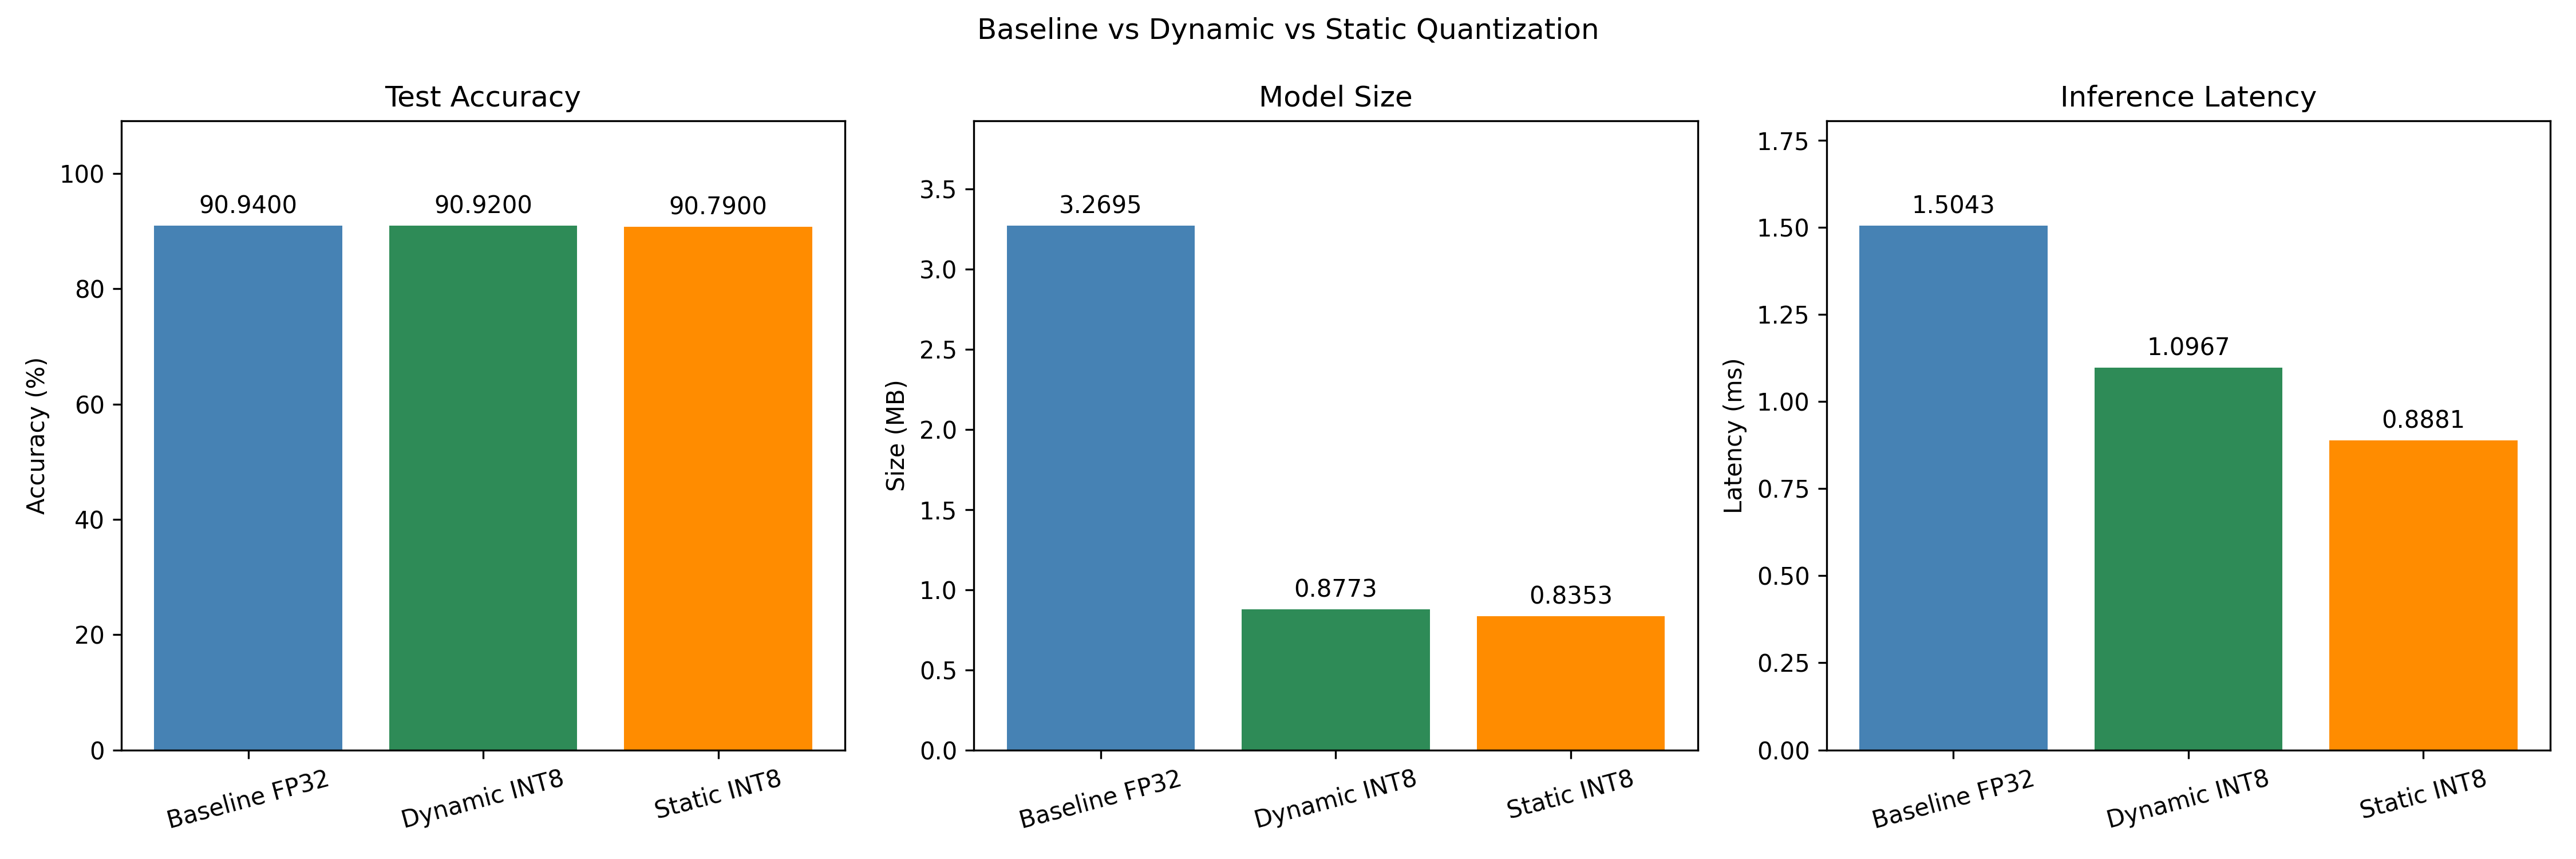 Baseline vs Dynamic vs Static Quantization
Test Accuracy
Accuracy (%)
100
80
60
40
20
0
90.9400
90.9200
90.7900
Baseline FP32
Dynamic INT8
Static INT8
Model Size
Size (MB)
3.5
3.0
2.5
2.0
1.5
1.0
0.5
0.0
3.2695
0.8773
0.8353
Baseline FP32
Dynamic INT8
Static INT8
Inference Latency
Latency (ms)
1.75
1.50
1.25
1.00
0.75
0.50
0.25
0.00
1.5043
1.0967
0.8881
Baseline FP32
Dynamic INT8
Static INT8